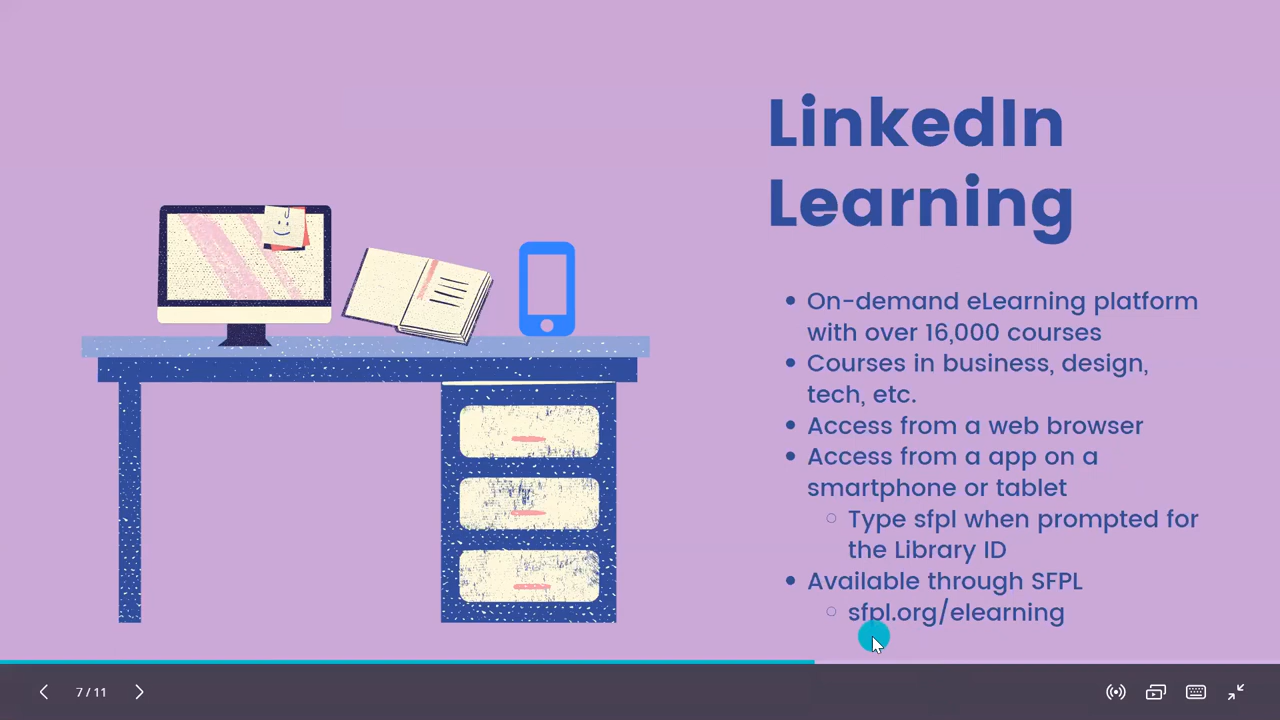 LinkedIn
Learning
On-demand eLearning platform
with over 16,000 courses
Courses in business, design,
tech, etc.
Access from a web browser
Access from a app on a
smartphone or tablet
Type sfpl when prompted for
the Library ID
Available through SFPL
sfpl.org/elearning
7 / 11